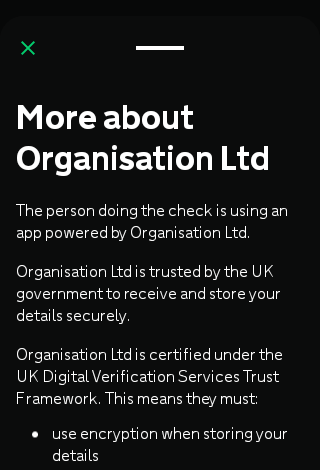 More about
Organisation Ltd
The person doing the check is using an
app powered by Organisation Ltd.
Organisation Ltd is trusted by the UK
government to receive and store your
details securely.
Organisation Ltd is certified under the
UK Digital Verification Services Trust
Framework. This means they must:
• use encryption when storing your
details